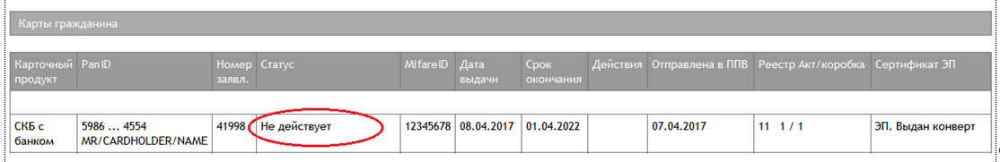 Карты гражданина
Карточный продукт PanID Номер заявл. Статус MifareID Дата выдачи Срок окончания Действия Отправлена в ППВ Реестр Акт/коробка Сертификат ЭП
СКБ с банком 5986 ... 4554 MR/CARDHOLDER/NAME 41998 Не действует 12345678 08.04.2017 01.04.2022 07.04.2017 11 1 / 1 ЭП. Выдан конверт